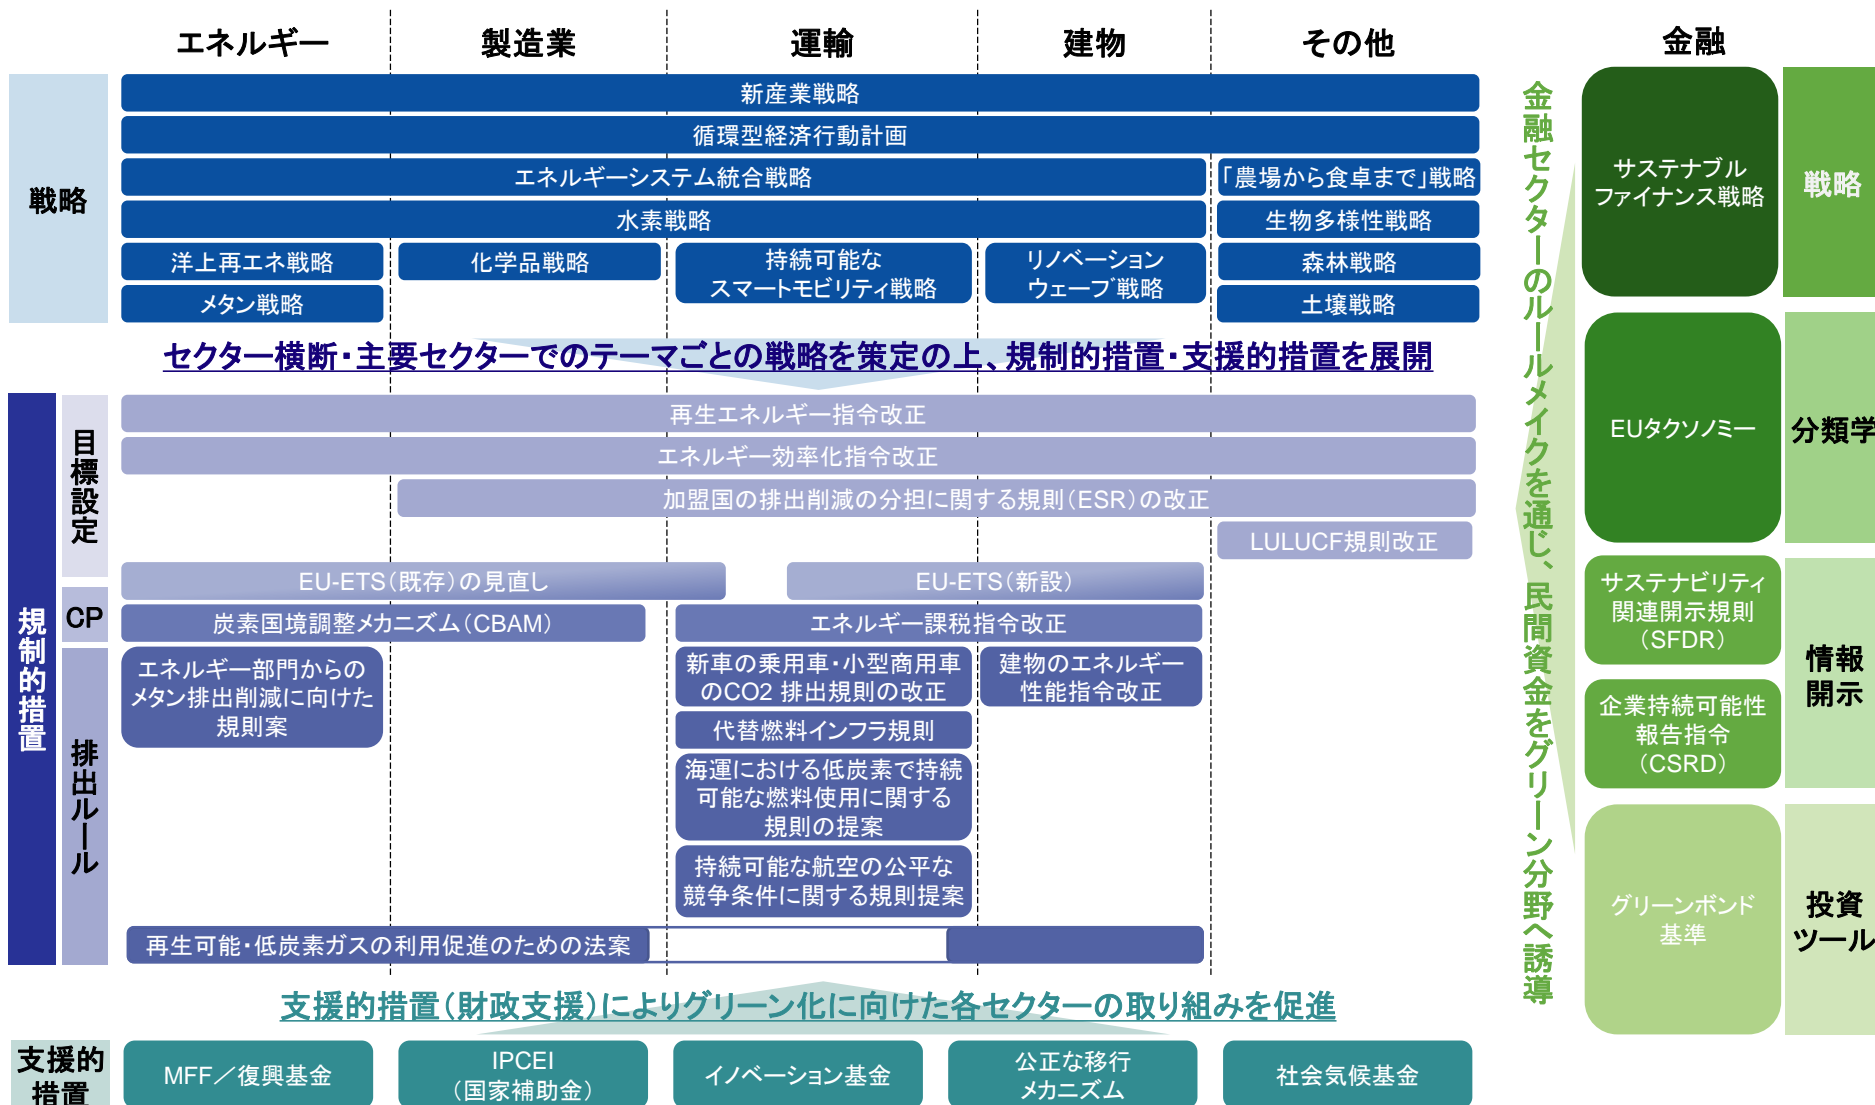 エネルギー
製造業
運輸
建物
その他
金融
戦略
新産業戦略
循環型経済行動計画
エネルギーシステム統合戦略
「農場から食卓まで」戦略
水素戦略
生物多様性戦略
洋上再エネ戦略
化学品戦略
持続可能な
スマートモビリティ戦略
リノベーション
ウェーブ戦略
森林戦略
メタン戦略
土壌戦略
セクター横断・主要セクターでのテーマごとの戦略を策定の上、規制的措置・支援的措置を展開
規制的措置
目標設定
再生エネルギー指令改正
エネルギー効率化指令改正
加盟国の排出削減の分担に関する規則（ESR）の改正
LULUCF規則改正
EU-ETS（既存）の見直し
EU-ETS（新設）
CP
炭素国境調整メカニズム（CBAM）
エネルギー課税指令改正
排出ルール
エネルギー部門からの
メタン排出削減に向けた
規則案
新車の乗用車・小型商用車
のCO2 排出規則の改正
建物のエネルギー
性能指令改正
代替燃料インフラ規則
海運における低炭素で持続
可能な燃料使用に関する
規則の提案
持続可能な航空の公平な
競争条件に関する規則提案
再生可能・低炭素ガスの利用促進のための法案
支援的措置（財政支援）によりグリーン化に向けた各セクターの取り組みを促進
支援的
措置
MFF／復興基金
IPCEI
（国家補助金）
イノベーション基金
公正な移行
メカニズム
社会気候基金
金融セクターのルールメイクを通じ、民間資金をグリーン分野へ誘導
サステナブル
ファイナンス戦略
戦略
EUタクソノミー
分類学
サステナビリティ
関連開示規則
（SFDR）
情報
開示
企業持続可能性
報告指令
（CSRD）
グリーンボンド
基準
投資
ツール